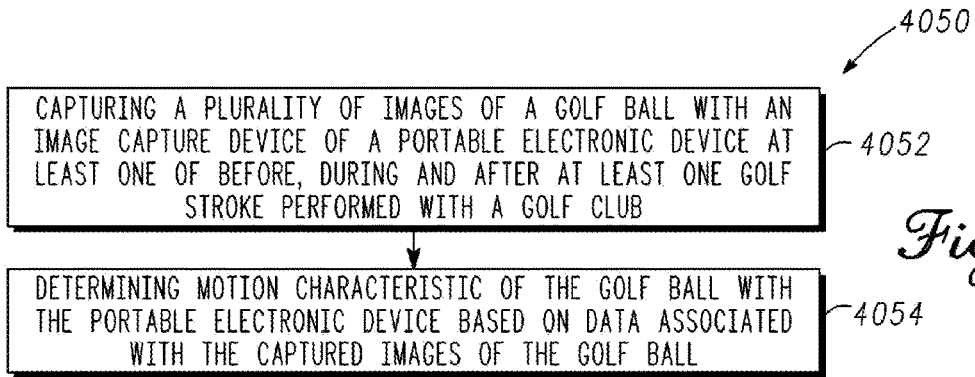 4050
CAPTURING A PLURALITY OF IMAGES OF A GOLF BALL WITH AN
IMAGE CAPTURE DEVICE OF A PORTABLE ELECTRONIC DEVICE AT
LEAST ONE OF BEFORE, DURING AND AFTER AT LEAST ONE GOLF
STROKE PERFORMED WITH A GOLF CLUB
4052
DETERMINING MOTION CHARACTERISTIC OF THE GOLF BALL WITH
THE PORTABLE ELECTRONIC DEVICE BASED ON DATA ASSOCIATED
WITH THE CAPTURED IMAGES OF THE GOLF BALL
4054